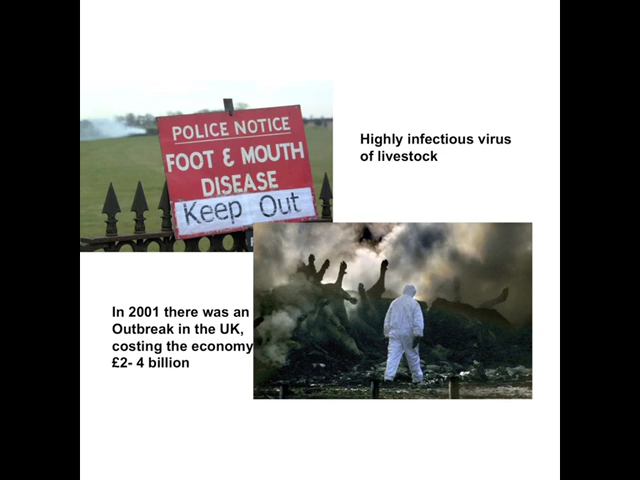 POLICE NOTICE
FOOT & MOUTH
DISEASE
Keep Out
Highly infectious virus
of livestock
In 2001 there was an
Outbreak in the UK,
costing the economy
£2- 4 billion